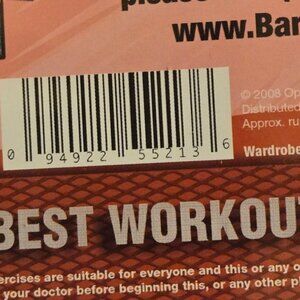 www.Bar
0 94922 55213 6
© 2008 Op
Distributed
Approx. ru
Wardrobe
BEST WORKOU
ercises are suitable for everyone and this or any o
your doctor before beginning this, or any other p